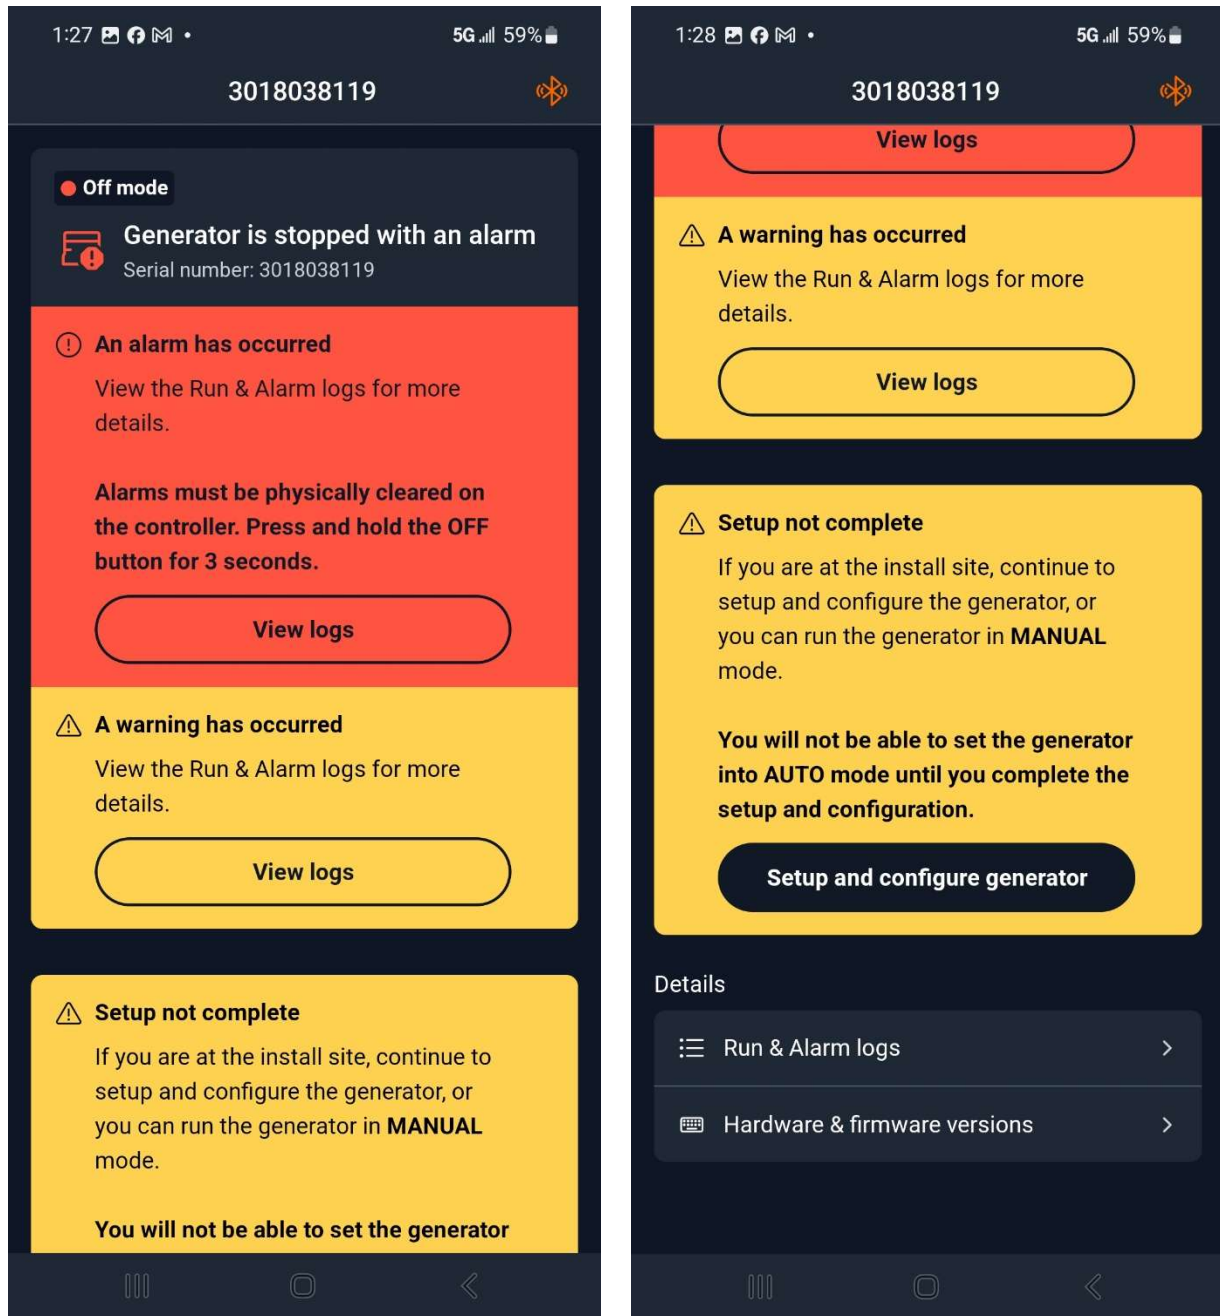 1:27
5G 59%
3018038119
Off mode
Generator is stopped with an alarm
Serial number: 3018038119
An alarm has occurred
View the Run & Alarm logs for more
details.
Alarms must be physically cleared on
the controller. Press and hold the OFF
button for 3 seconds.
View logs
A warning has occurred
View the Run & Alarm logs for more
details.
View logs
Setup not complete
If you are at the install site, continue to
setup and configure the generator, or
you can run the generator in MANUAL
mode.
You will not be able to set the generator
1:28
5G 59%
3018038119
View logs
A warning has occurred
View the Run & Alarm logs for more
details.
View logs
Setup not complete
If you are at the install site, continue to
setup and configure the generator, or
you can run the generator in MANUAL
mode.
You will not be able to set the generator
into AUTO mode until you complete the
setup and configuration.
Setup and configure generator
Details
Run & Alarm logs
Hardware & firmware versions